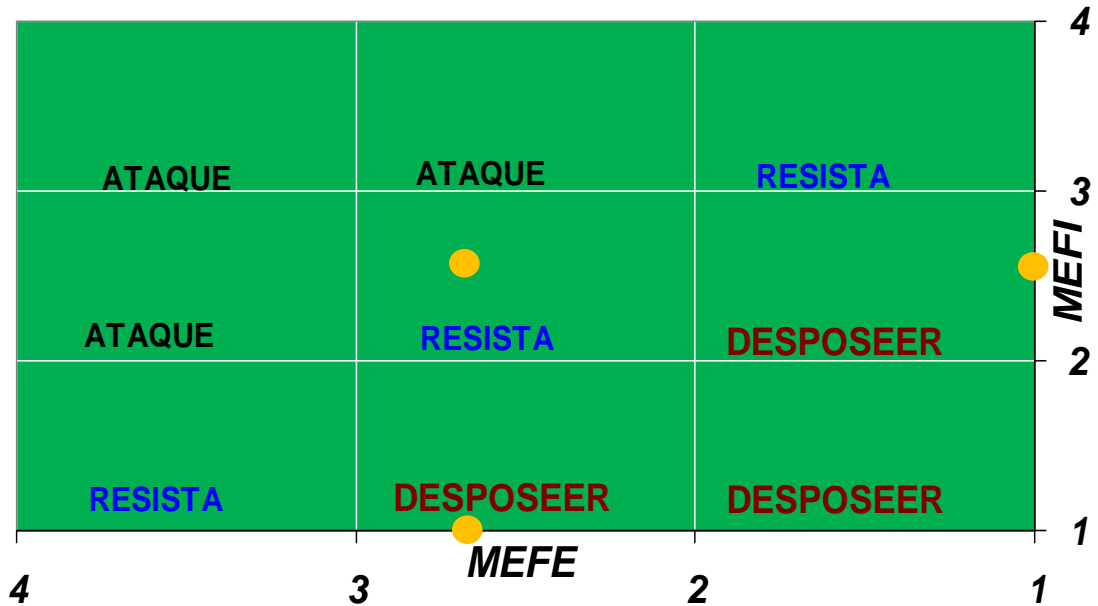 4
ATAQUE ATAQUE RESISTA
3
MEFI
ATAQUE RESISTA DESPOSEER
2
RESISTA DESPOSEER DESPOSEER
1
MEFE
4 3 2 1